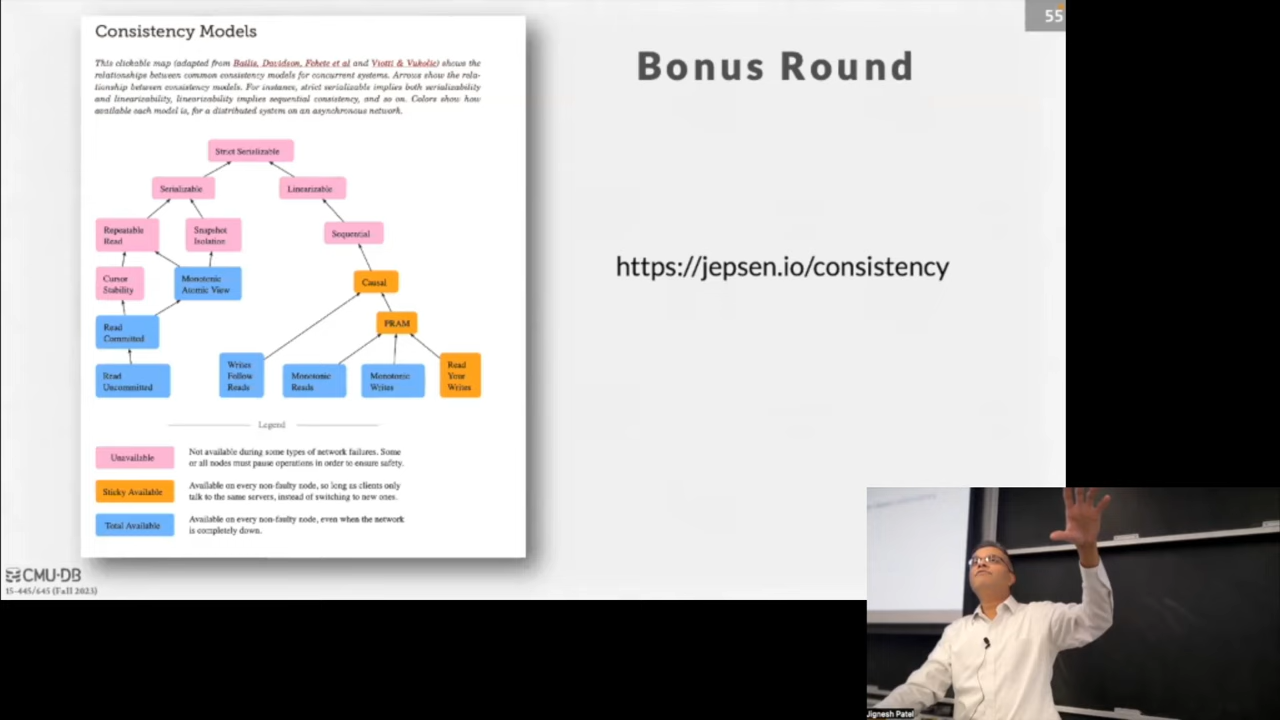 55
Consistency Models
This clickable map (adapted from Bailis, Davidson, Fekete et al and Viotti & Vukolic) shows the
relationships between common consistency models for concurrent systems. Arrows show the rela-
tionship between consistency models. For instance, strict serializable implies both serializability
and linearizability, linearizability implies sequential consistency, and so on. Colors show how
available each model is, for a distributed system on an asynchronous network.
Strict Serializable
Serializable
Linearizable
Repeatable
Read
Snapshot
Isolation
Sequential
Cursor
Stability
Monotonic
Atomic View
Causal
Read
Committed
PRAM
Read
Uncommitted
Writes
Follow
Reads
Monotonic
Reads
Monotonic
Writes
Read
Your
Writes
Legend
Unavailable
Not available during some types of network failures. Some
or all nodes must pause operations in order to ensure safety.
Sticky Available
Available on every non-faulty node, so long as clients only
talk to the same servers, instead of switching to new ones.
Total Available
Available on every non-faulty node, even when the network
is completely down.
Bonus Round
https://jepsen.io/consistency
CMU·DB
15-445/645 (Fall 2023)
Jignesh Patel